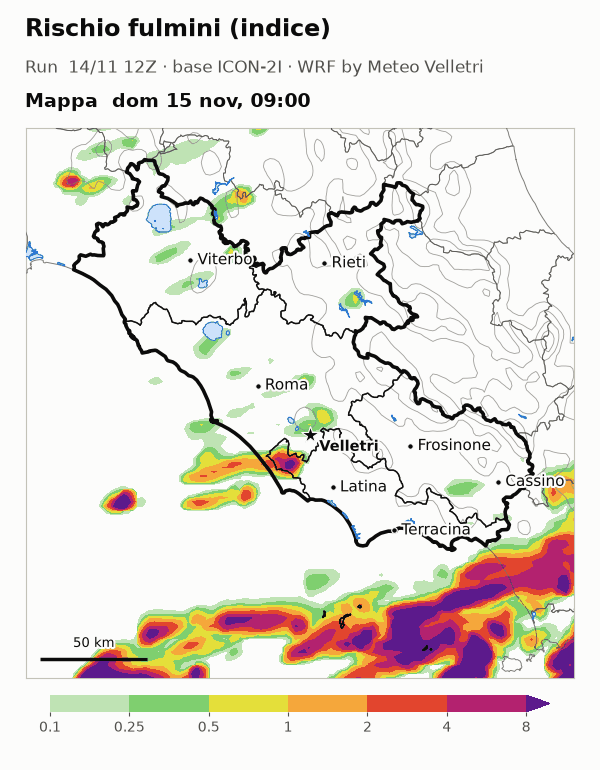 Rischio fulmini (indice)
Run  14/11 12Z · base ICON-2I · WRF by Meteo Velletri
Mappa  dom 15 nov, 09:00
Viterbo
Rieti
Roma
Velletri
Frosinone
Cassino
Latina
Terracina
50 km
0.1 0.25 0.5 1 2 4 8